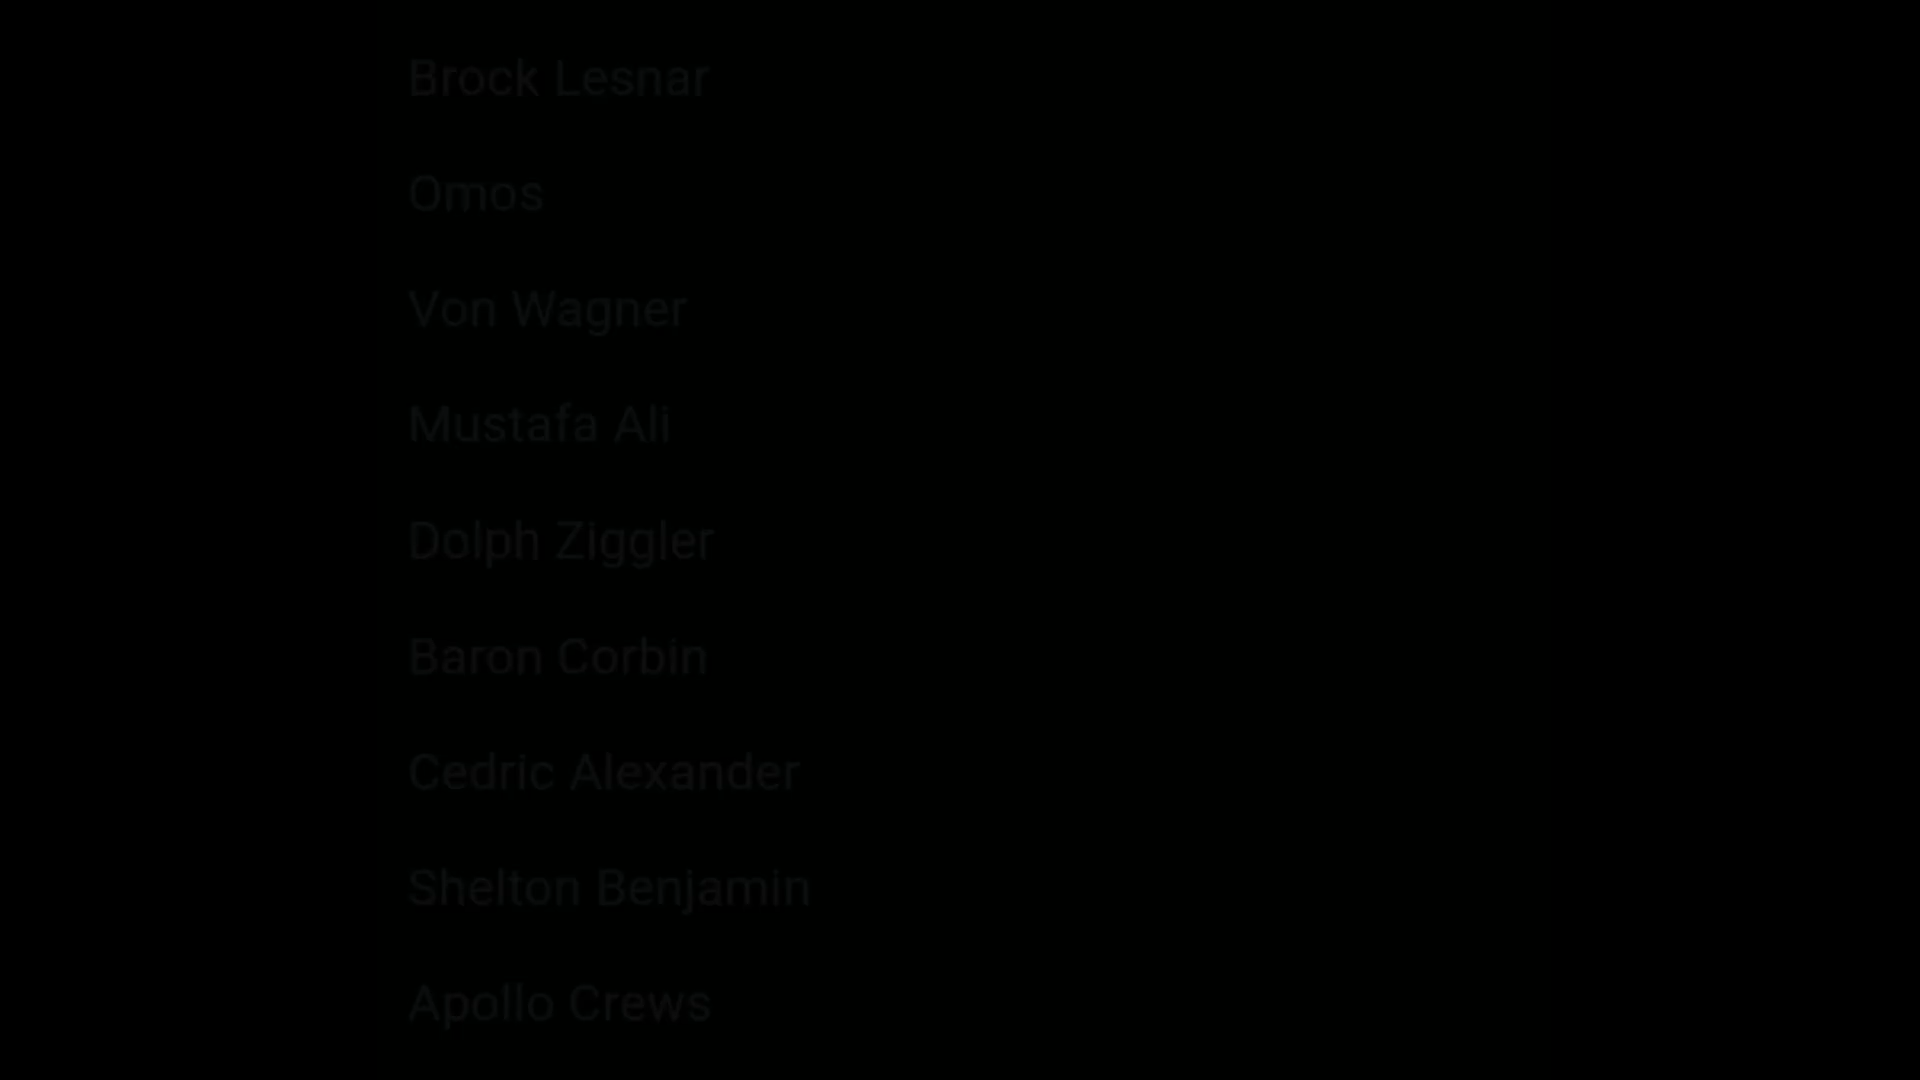 Brock Lesnar
Omos
Von Wagner
Mustafa Ali
Dolph Ziggler
Baron Corbin
Cedric Alexander
Shelton Benjamin
Apollo Crews